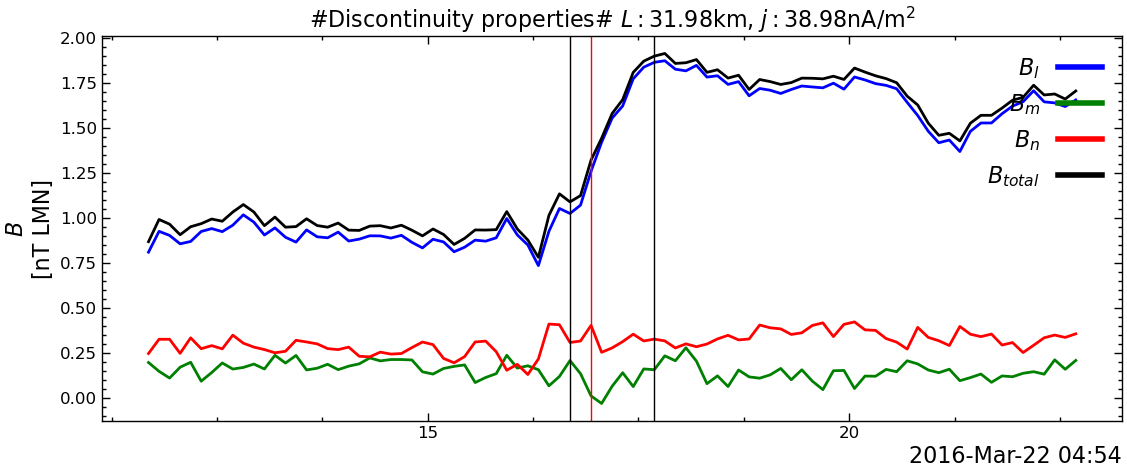 #Discontinuity properties# L : 31.98km, j : 38.98nA/m²
B
[nT LMN]
2.00
1.75
1.50
1.25
1.00
0.75
0.50
0.25
0.00
B_l
B_m
B_n
B_total
15
20
2016-Mar-22 04:54